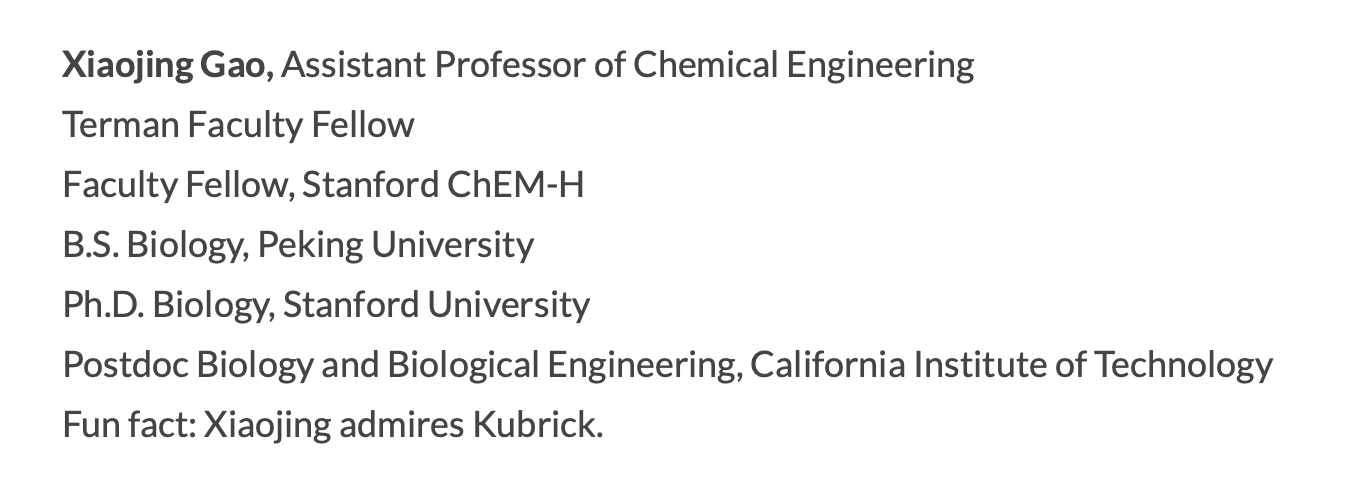 Xiaojing Gao, Assistant Professor of Chemical Engineering
Terman Faculty Fellow
Faculty Fellow, Stanford ChEM-H
B.S. Biology, Peking University
Ph.D. Biology, Stanford University
Postdoc Biology and Biological Engineering, California Institute of Technology
Fun fact: Xiaojing admires Kubrick.